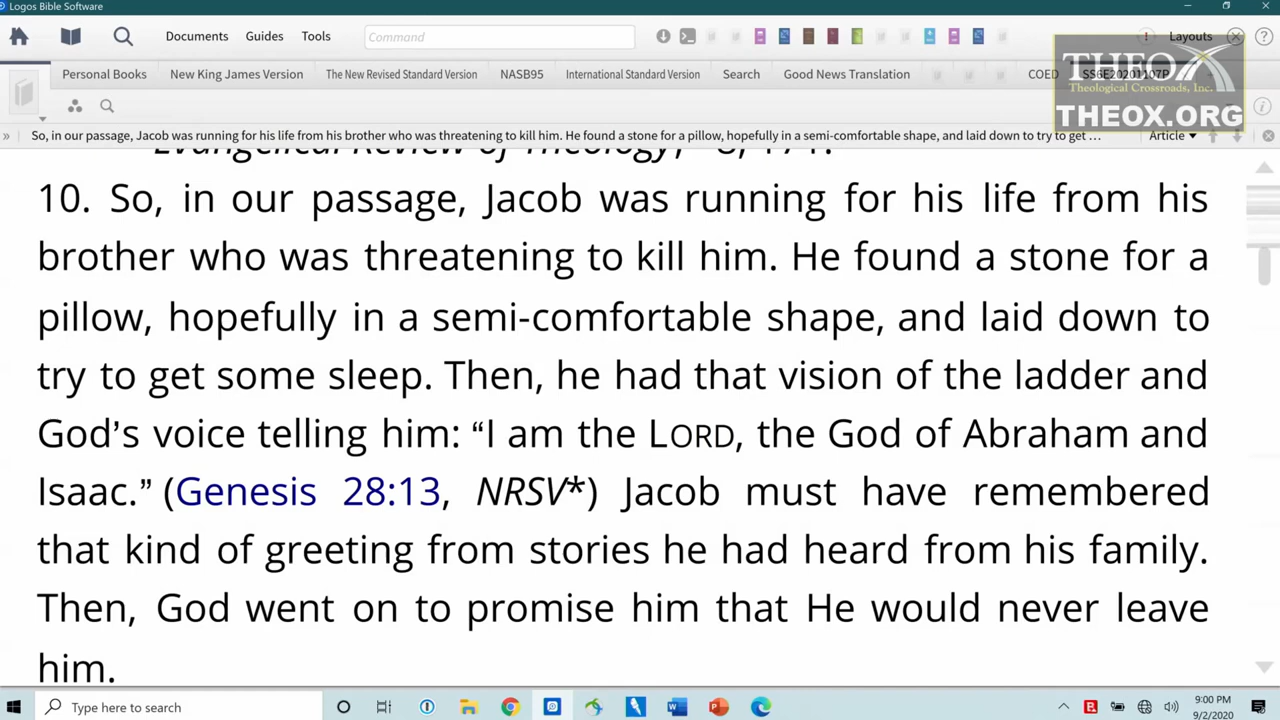 Logos Bible Software
Documents Guides Tools Command Layouts
Personal Books New King James Version The New Revised Standard Version NASB95 International Standard Version Search Good News Translation COED SS6E20201107P
THEOX
Theological Crossroads, Inc.
THEOX.ORG
So, in our passage, Jacob was running for his life from his brother who was threatening to kill him. He found a stone for a pillow, hopefully in a semi-comfortable shape, and laid down to try to get ... Article
Evangelical Review of Theology,
10. So, in our passage, Jacob was running for his life from his
brother who was threatening to kill him. He found a stone for a
pillow, hopefully in a semi-comfortable shape, and laid down to
try to get some sleep. Then, he had that vision of the ladder and
God’s voice telling him: “I am the LORD, the God of Abraham and
Isaac.” (Genesis 28:13, NRSV*) Jacob must have remembered
that kind of greeting from stories he had heard from his family.
Then, God went on to promise him that He would never leave
him.
Type here to search
9:00 PM
9/2/2020